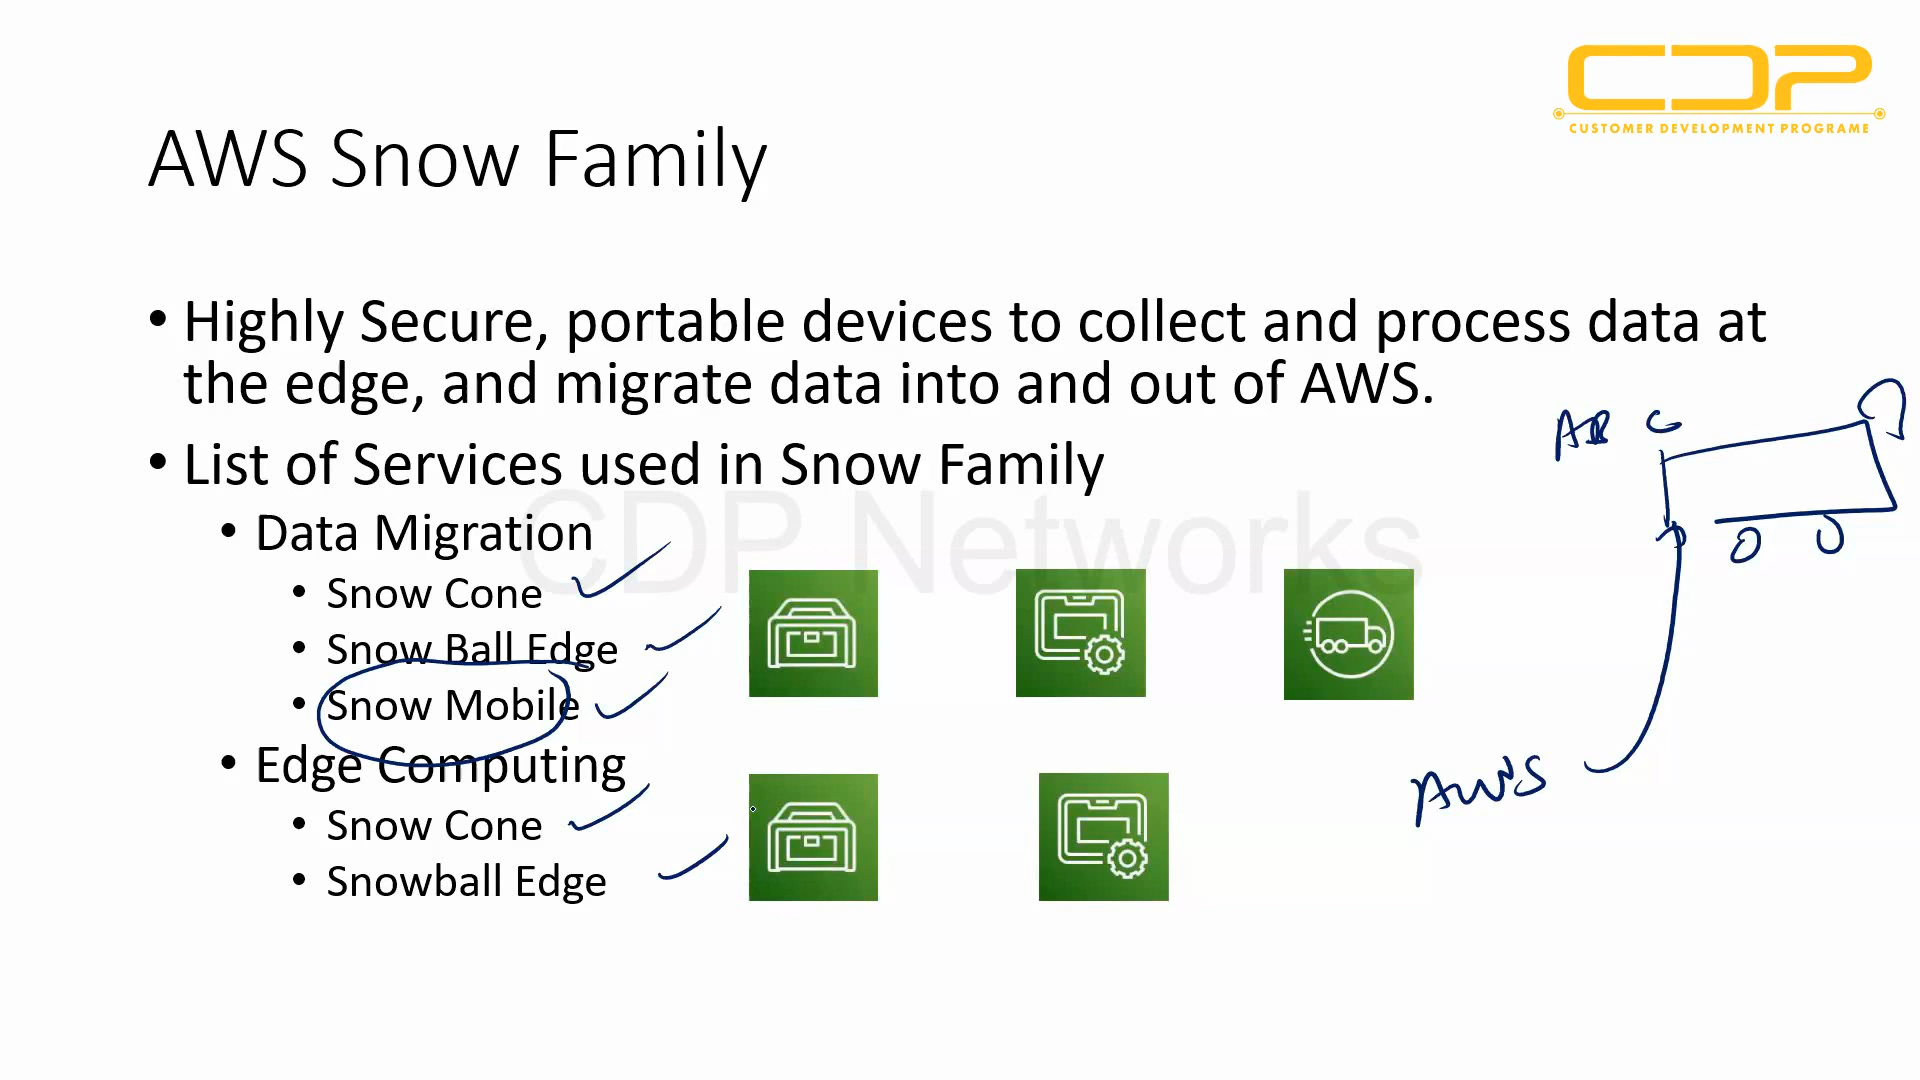 CDP
CUSTOMER DEVELOPMENT PROGRAME
AWS Snow Family
• Highly Secure, portable devices to collect and process data at
the edge, and migrate data into and out of AWS.
• List of Services used in Snow Family
• Data Migration
• Snow Cone
• Snow Ball Edge
• Snow Mobile
• Edge Computing
• Snow Cone
• Snowball Edge
CDP Networks
AB C
AWS